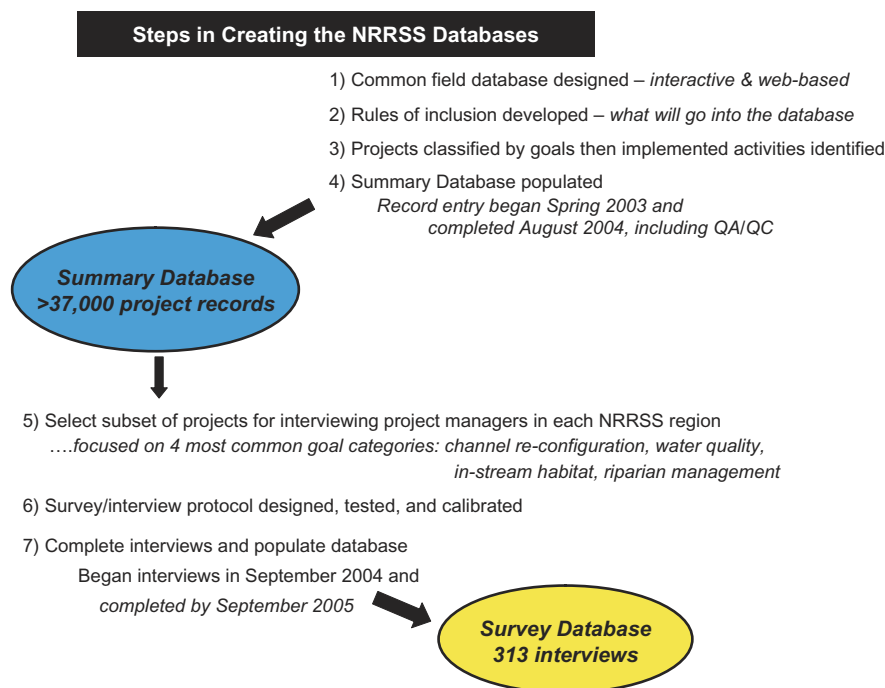 Steps in Creating the NRRSS Databases
1) Common field database designed – interactive & web-based
2) Rules of inclusion developed – what will go into the database
3) Projects classified by goals then implemented activities identified
4) Summary Database populated
Record entry began Spring 2003 and
completed August 2004, including QA/QC
Summary Database
>37,000 project records
5) Select subset of projects for interviewing project managers in each NRRSS region
….focused on 4 most common goal categories: channel re-configuration, water quality,
in-stream habitat, riparian management
6) Survey/interview protocol designed, tested, and calibrated
7) Complete interviews and populate database
Began interviews in September 2004 and
completed by September 2005
Survey Database
313 interviews